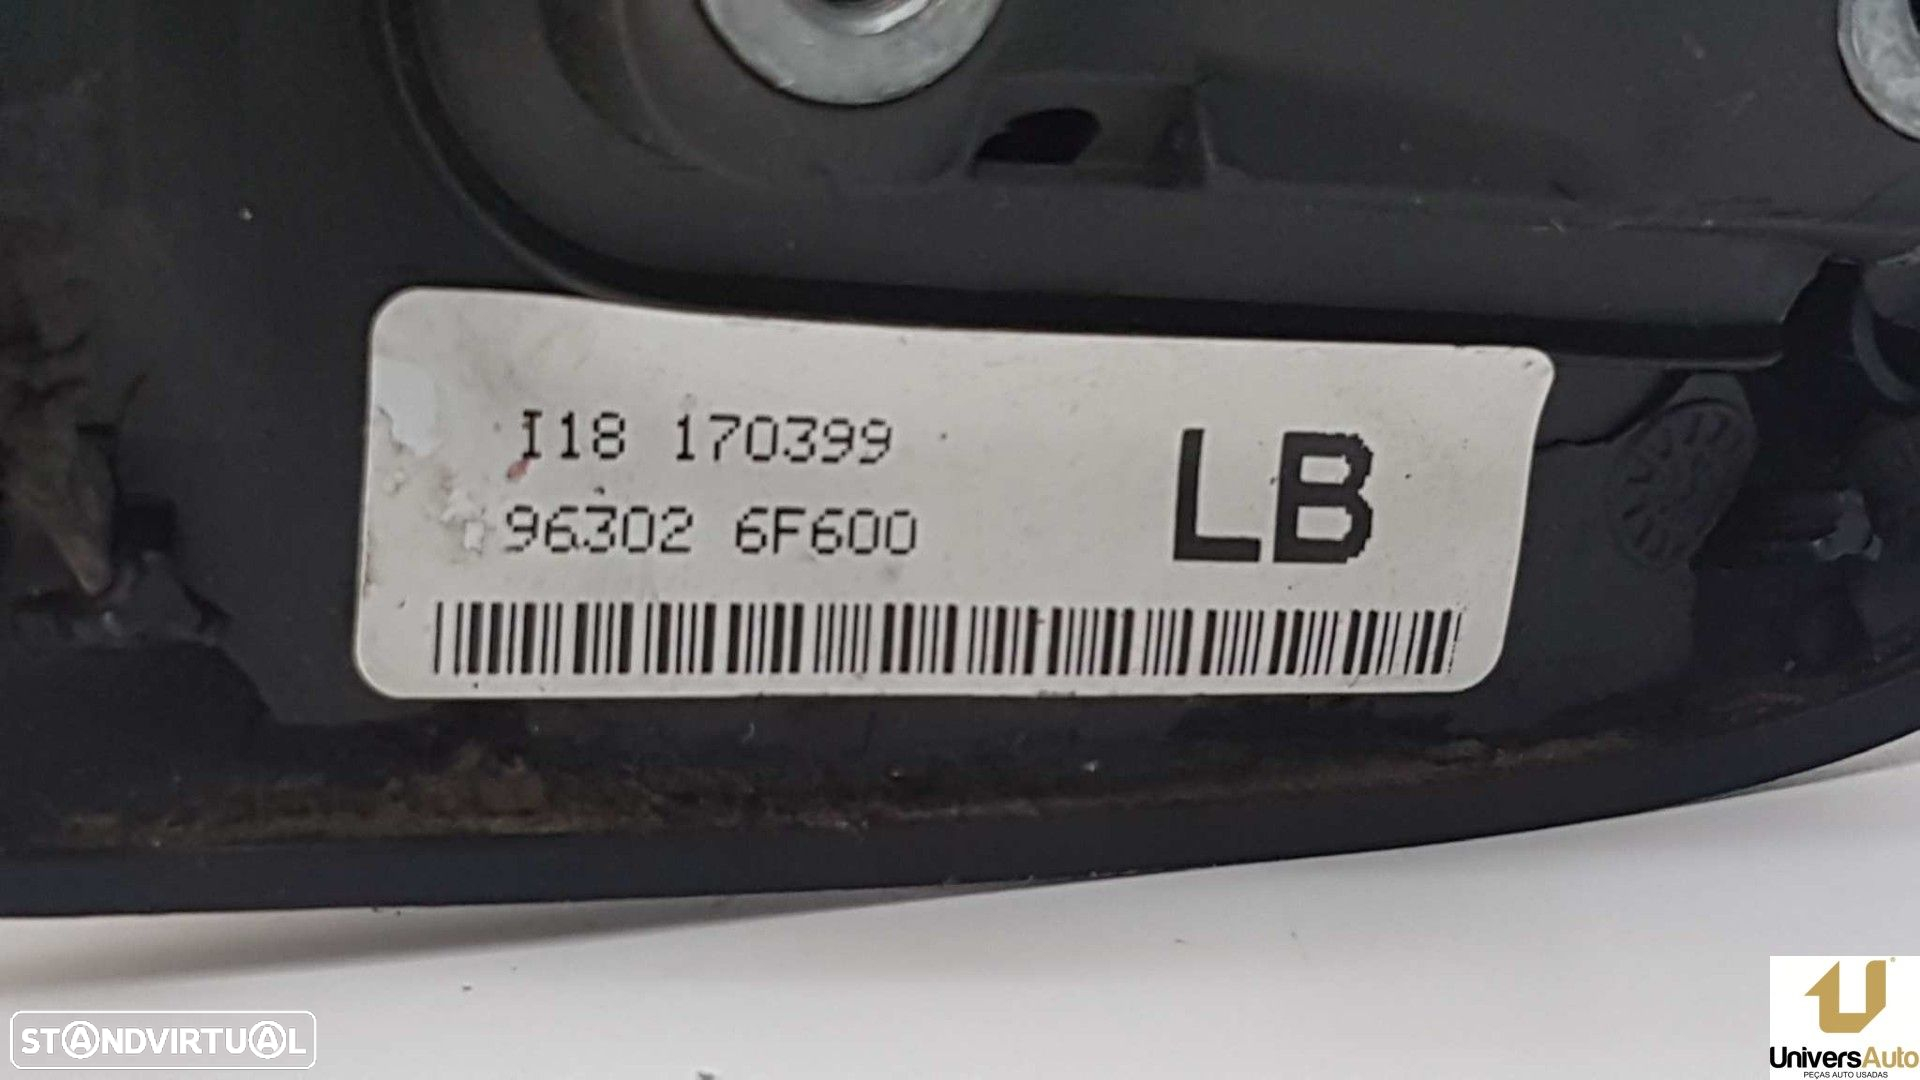 I18 170399
96302 6F600
LB
STANDVIRTUAL
UniversAuto
PEÇAS AUTO USADAS